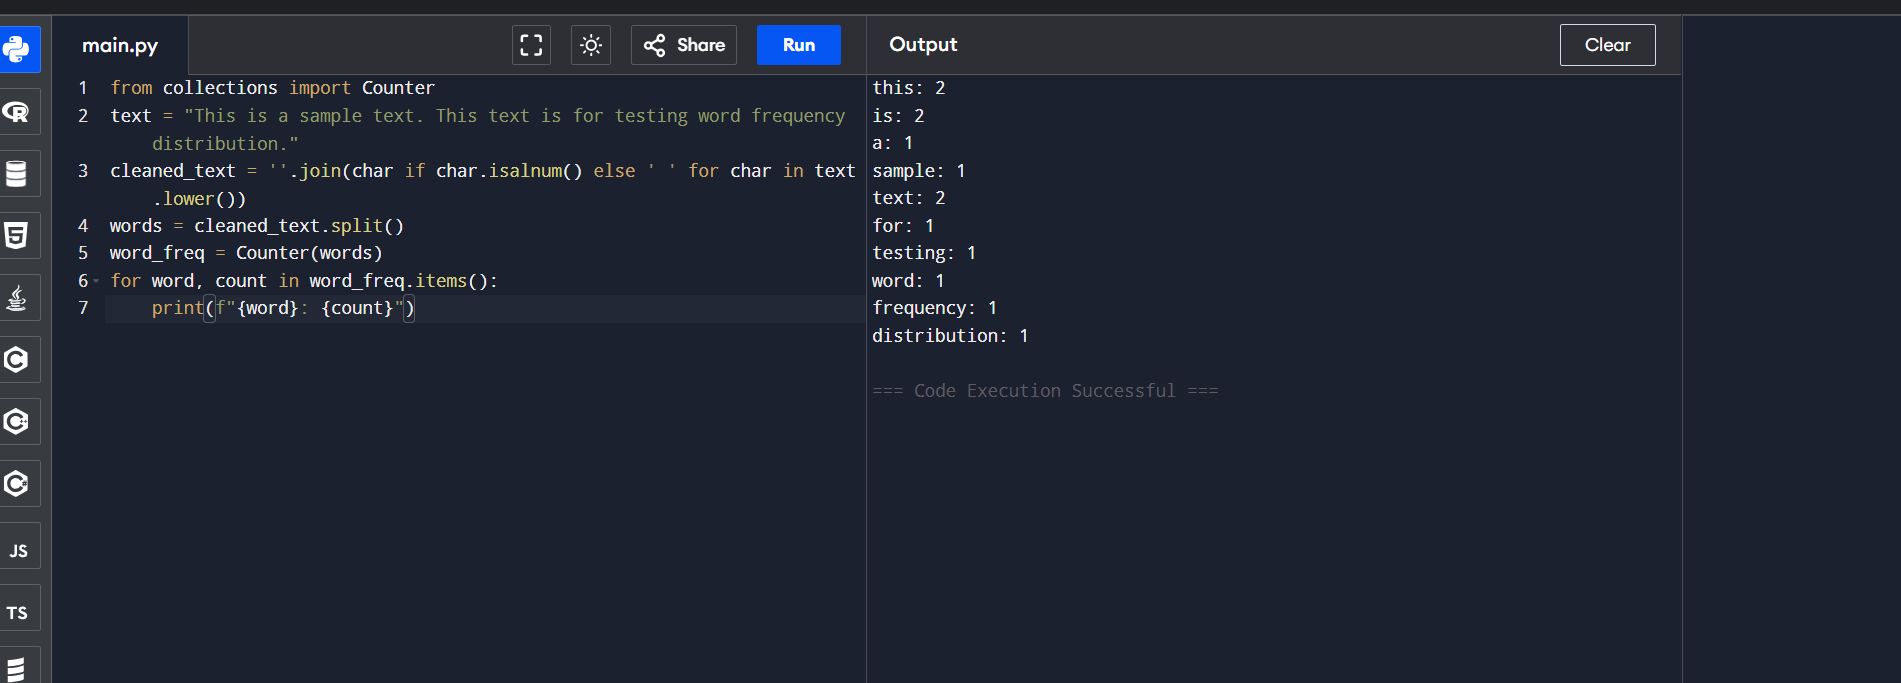 main.py
Share
Run
Output
Clear
1 from collections import Counter
2 text = "This is a sample text. This text is for testing word frequency
distribution."
3 cleaned_text = ''.join(char if char.isalnum() else ' ' for char in text
.lower())
4 words = cleaned_text.split()
5 word_freq = Counter(words)
6 for word, count in word_freq.items():
7 print(f"{word}: {count}")
this: 2
is: 2
a: 1
sample: 1
text: 2
for: 1
testing: 1
word: 1
frequency: 1
distribution: 1
=== Code Execution Successful ===
R
5
C
C++
C#
JS
TS